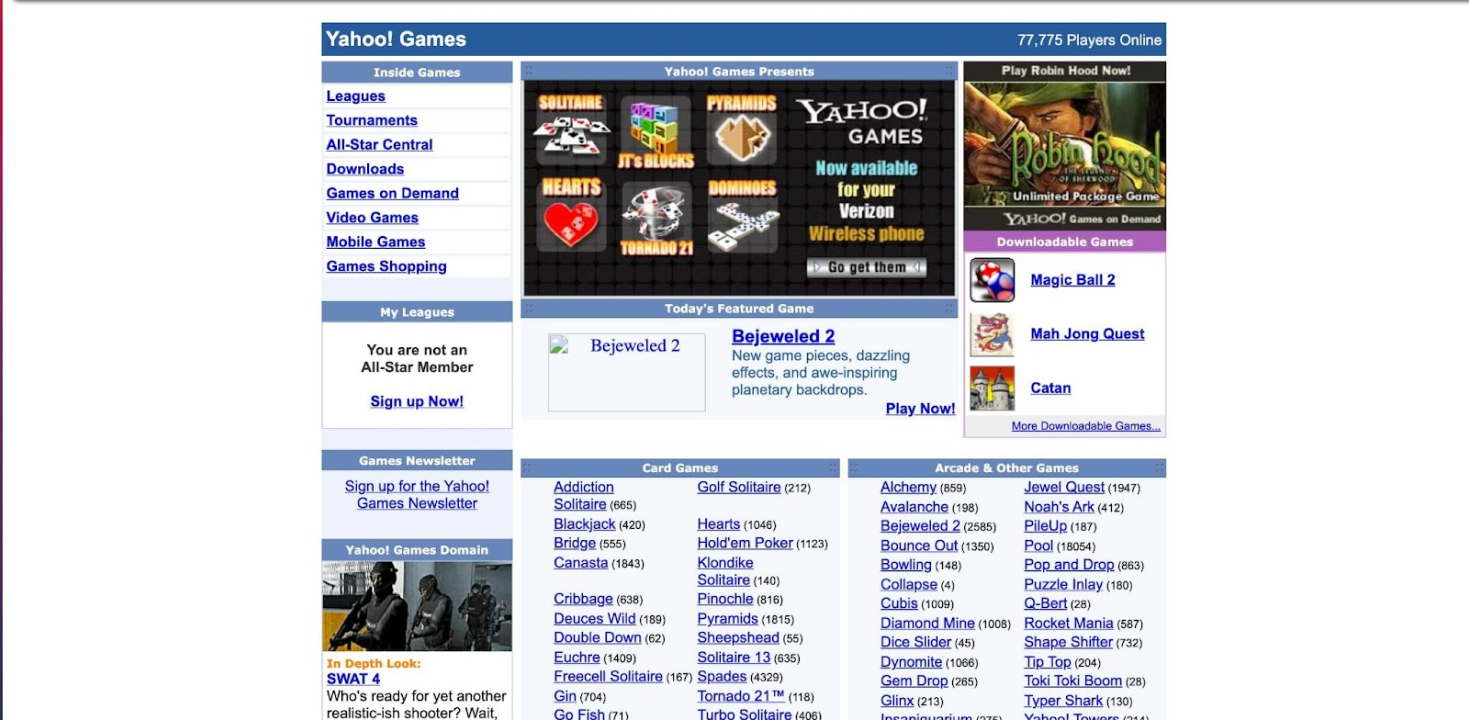 Yahoo! Games
77,775 Players Online
Inside Games
Leagues
Tournaments
All-Star Central
Downloads
Games on Demand
Video Games
Mobile Games
Games Shopping
My Leagues
You are not an
All-Star Member
Sign up Now!
Games Newsletter
Sign up for the Yahoo!
Games Newsletter
Yahoo! Games Domain
In Depth Look:
SWAT 4
Who's ready for yet another
realistic-ish shooter? Wait,
Yahoo! Games Presents
SOLITAIRE
JT's BLOCKS
PYRAMIDS
HEARTS
TORNADO 21
DOMINOES
YAHOO!
GAMES
Now available
for your
Verizon
Wireless phone
Go get them
Today's Featured Game
Bejeweled 2
Bejeweled 2
New game pieces, dazzling
effects, and awe-inspiring
planetary backdrops.
Play Now!
Play Robin Hood Now!
Robin Hood
THE LEGEND
OF SHERWOOD
Unlimited Package Game
YAHOO! Games on Demand
Downloadable Games
Magic Ball 2
Mah Jong Quest
Catan
More Downloadable Games...
Card Games
Addiction
Solitaire (665)
Blackjack (420)
Bridge (555)
Canasta (1843)
Cribbage (638)
Deuces Wild (189)
Double Down (62)
Euchre (1409)
Freecell Solitaire (167)
Gin (704)
Go Fish (71)
Golf Solitaire (212)
Hearts (1046)
Hold'em Poker (1123)
Klondike
Solitaire (140)
Pinochle (816)
Pyramids (1815)
Sheepshead (55)
Solitaire 13 (635)
Spades (4329)
Tornado 21™ (118)
Turbo Solitaire (406)
Arcade & Other Games
Alchemy (859)
Avalanche (198)
Bejeweled 2 (2585)
Bounce Out (1350)
Bowling (148)
Collapse (4)
Cubis (1009)
Diamond Mine (1008)
Dice Slider (45)
Dynomite (1066)
Gem Drop (265)
Glinx (213)
Insaniquarium (275)
Jewel Quest (1947)
Noah's Ark (412)
PileUp (187)
Pool (18054)
Pop and Drop (863)
Puzzle Inlay (180)
Q-Bert (28)
Rocket Mania (587)
Shape Shifter (732)
Tip Top (204)
Toki Toki Boom (28)
Typer Shark (130)
Yahoo! Towers (214)